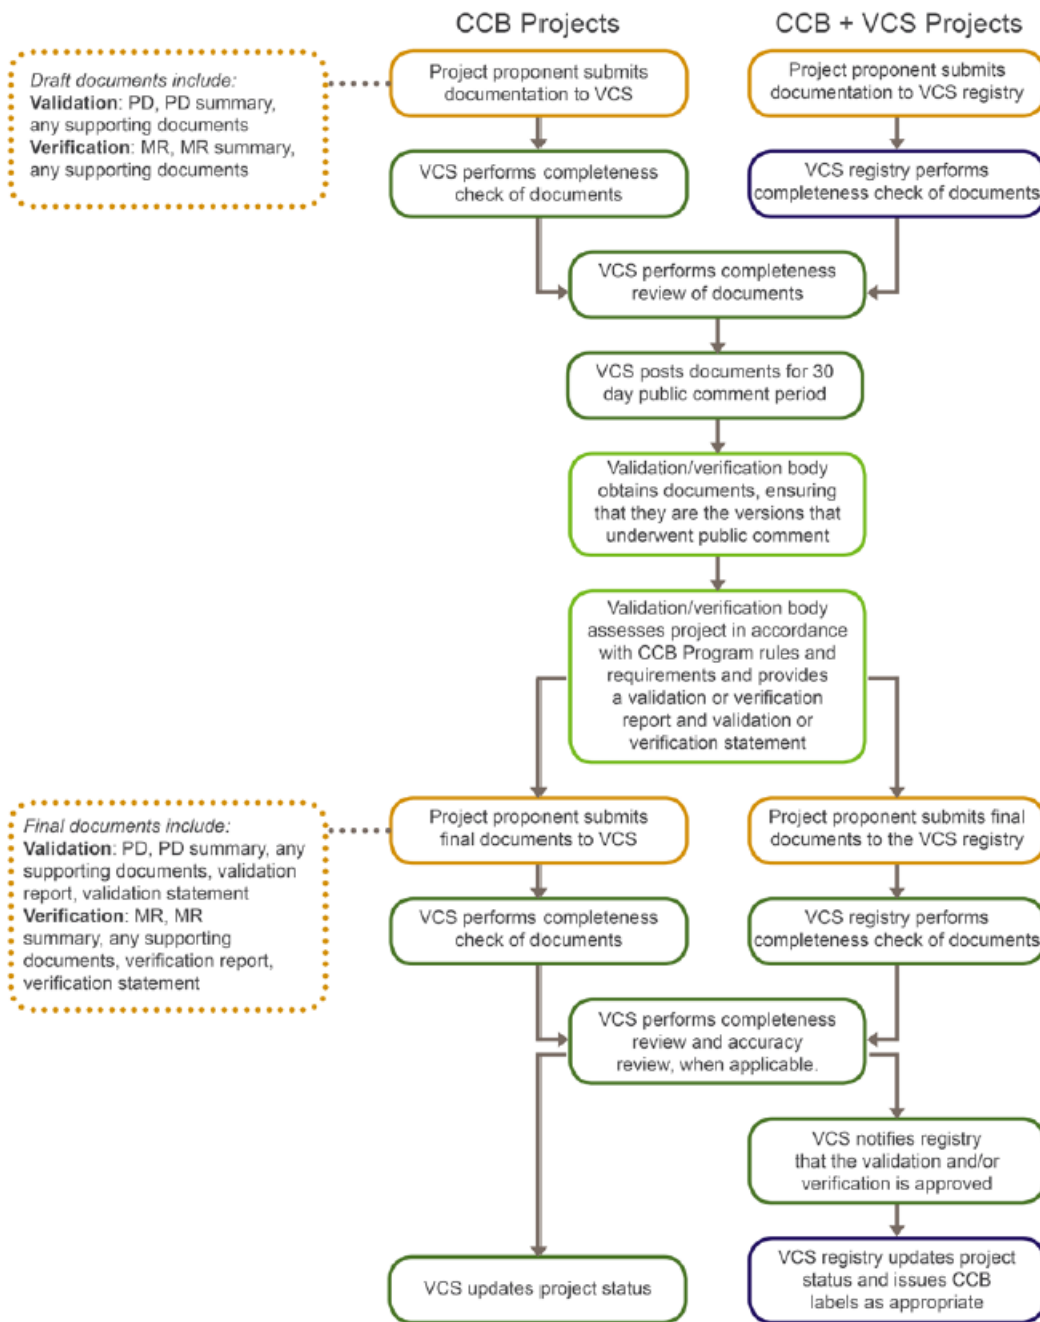 CCB Projects
CCB + VCS Projects
Draft documents include:
Validation: PD, PD summary,
any supporting documents
Verification: MR, MR summary,
any supporting documents
Project proponent submits
documentation to VCS
Project proponent submits
documentation to VCS registry
VCS performs completeness
check of documents
VCS registry performs
completeness check of documents
VCS performs completeness
review of documents
VCS posts documents for 30
day public comment period
Validation/verification body
obtains documents, ensuring
that they are the versions that
underwent public comment
Validation/verification body
assesses project in accordance
with CCB Program rules and
requirements and provides
a validation or verification
report and validation or
verification statement
Final documents include:
Validation: PD, PD summary, any
supporting documents, validation
report, validation statement
Verification: MR, MR
summary, any supporting
documents, verification report,
verification statement
Project proponent submits
final documents to VCS
Project proponent submits final
documents to the VCS registry
VCS performs completeness
check of documents
VCS registry performs
completeness check of documents
VCS performs completeness
review and accuracy
review, when applicable.
VCS notifies registry
that the validation and/or
verification is approved
VCS updates project status
VCS registry updates project
status and issues CCB
labels as appropriate